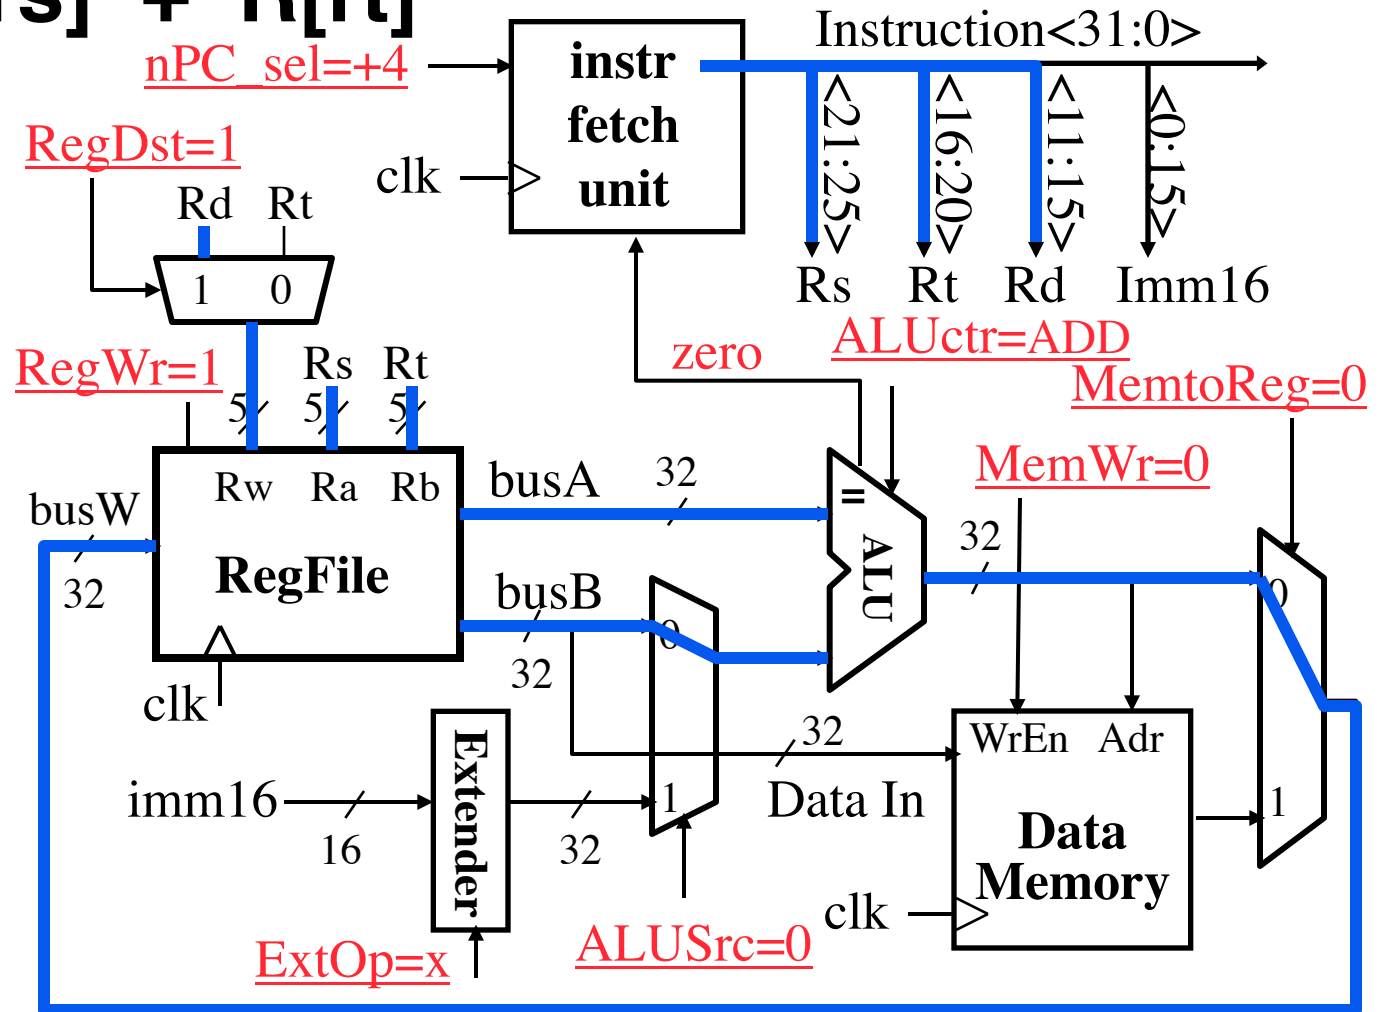 rs] + R[rt]
Instruction<31:0>
nPC_sel=+4
instr
fetch
unit
<21:25>
<16:20>
<11:15>
<0:15>
RegDst=1
clk
Rd Rt
1 0
Rs Rt Rd Imm16
ALUctr=ADD
zero
RegWr=1
Rs Rt
MemtoReg=0
5 5 5
MemWr=0
Rw Ra Rb
busA
32
=
busW
32
RegFile
ALU
32
busB
0
0
32
clk
32
WrEn Adr
Extender
imm16
1
Data In
1
16
32
Data
Memory
clk
ALUSrc=0
ExtOp=x